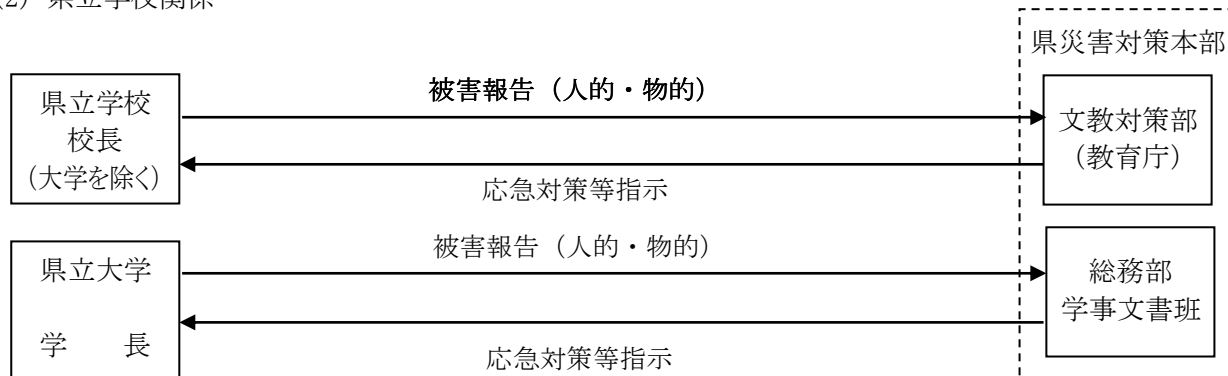 (2) 県立学校関係
県災害対策本部
県立学校
校長
（大学を除く）
被害報告（人的・物的）
応急対策等指示
文教対策部
（教育庁）
県立大学
学　　長
被害報告（人的・物的）
応急対策等指示
総務部
学事文書班